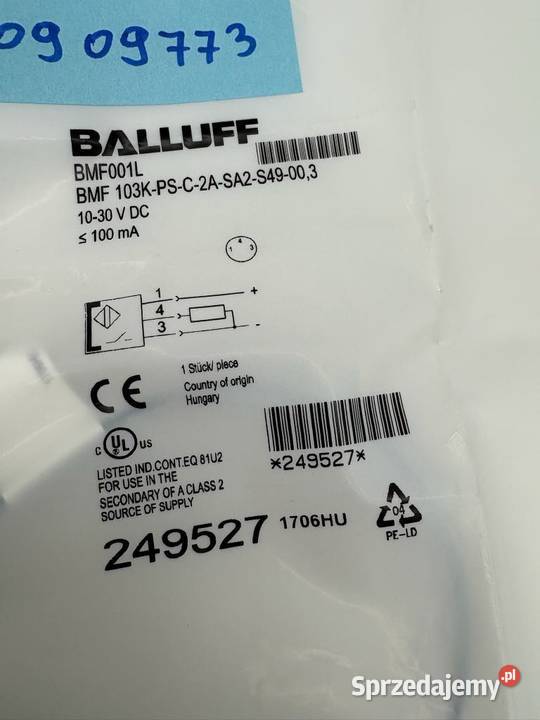 0909773
BALLUFF
BMF001L
BMF 103K-PS-C-2A-SA2-S49-00,3
10-30 V DC
≤ 100 mA
1 4 3
1 +
4
3 -
1 Stück/ piece
Country of origin
Hungary
CE
c UL us
LISTED IND.CONT.EQ 81U2
FOR USE IN THE
SECONDARY OF A CLASS 2
SOURCE OF SUPPLY
*249527*
249527 1706HU
04
PE-LD
Sprzedajemy.pl